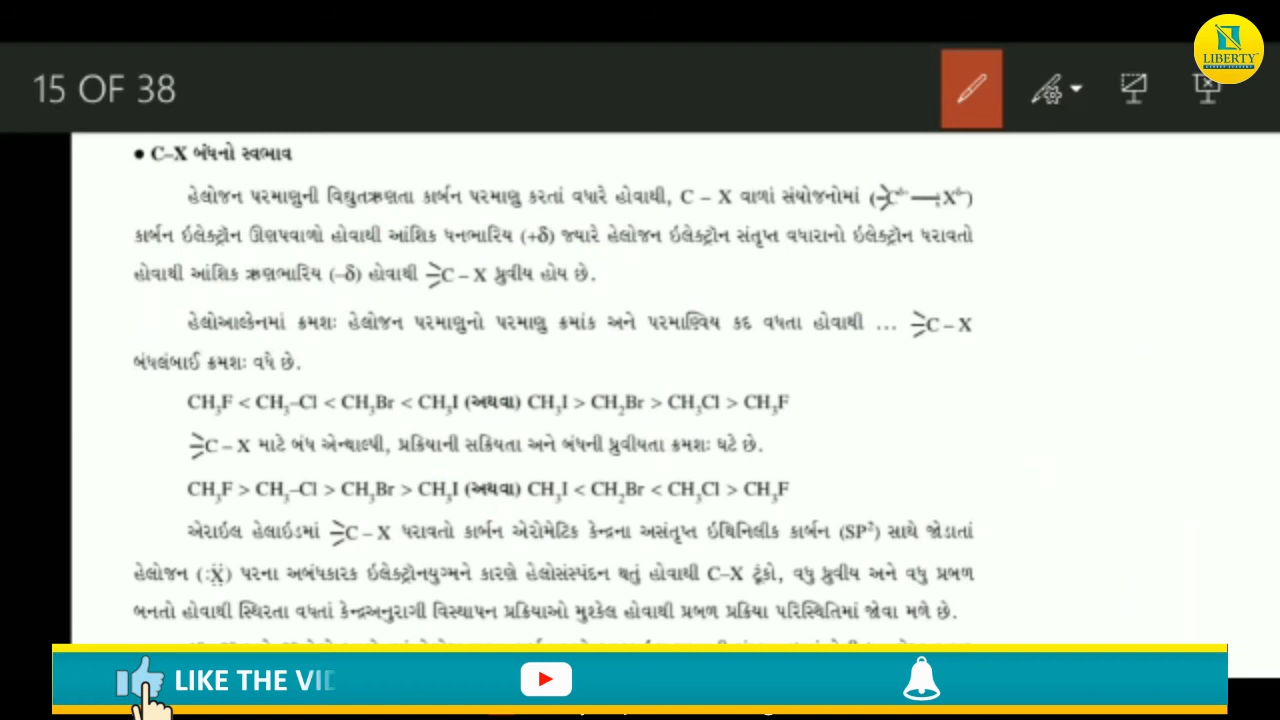 LIBERTY
15 OF 38
● C–X બંધનો સ્વભાવ
હેલોજન પરમાણુની વિદ્યુતઋણતા કાર્બન પરમાણુ કરતાં વધારે હોવાથી, C – X વાળાં સંયોજનોમાં (⪫C^δ+—X^δ-)
કાર્બન ઇલેક્ટ્રૉન ઊણપવાળો હોવાથી આંશિક ધનભારિય (+δ) જ્યારે હેલોજન ઇલેક્ટ્રૉન સંતૃપ્ત વધારાનો ઇલેક્ટ્રૉન ધરાવતો
હોવાથી આંશિક ઋણભારિય (–δ) હોવાથી ⪫C – X ધ્રુવીય હોય છે.
હેલોઆલ્કેનમાં ક્રમશઃ હેલોજન પરમાણુનો પરમાણુ ક્રમાંક અને પરમાણ્વિય કદ વધતા હોવાથી ... ⪫C – X
બંધલંબાઈ ક્રમશઃ વધે છે.
CH₃F < CH₃–Cl < CH₃Br < CH₃I (અથવા) CH₃I > CH₂Br > CH₃Cl > CH₃F
⪫C – X માટે બંધ એન્થાલ્પી, પ્રક્રિયાની સક્રિયતા અને બંધની ધ્રુવીયતા ક્રમશઃ ઘટે છે.
CH₃F > CH₃–Cl > CH₃Br > CH₃I (અથવા) CH₃I < CH₂Br < CH₃Cl > CH₃F
એરાઇલ હેલાઇડમાં ⪫C – X ધરાવતો કાર્બન એરોમેટિક કેન્દ્રના અસંતૃપ્ત ઇથિનિલીક કાર્બન (SP²) સાથે જોડાતાં
હેલોજન (:Ẍ) પરના અબંધકારક ઇલેક્ટ્રૉનયુગ્મને કારણે હેલોસંસ્પંદન થતું હોવાથી C–X ટૂંકો, વધુ ધ્રુવીય અને વધુ પ્રબળ
બનતો હોવાથી સ્થિરતા વધતાં કેન્દ્રઅનુરાગી વિસ્થાપન પ્રક્રિયાઓ મુશ્કેલ હોવાથી પ્રબળ પ્રક્રિયા પરિસ્થિતિમાં જોવા મળે છે.
LIKE THE VID